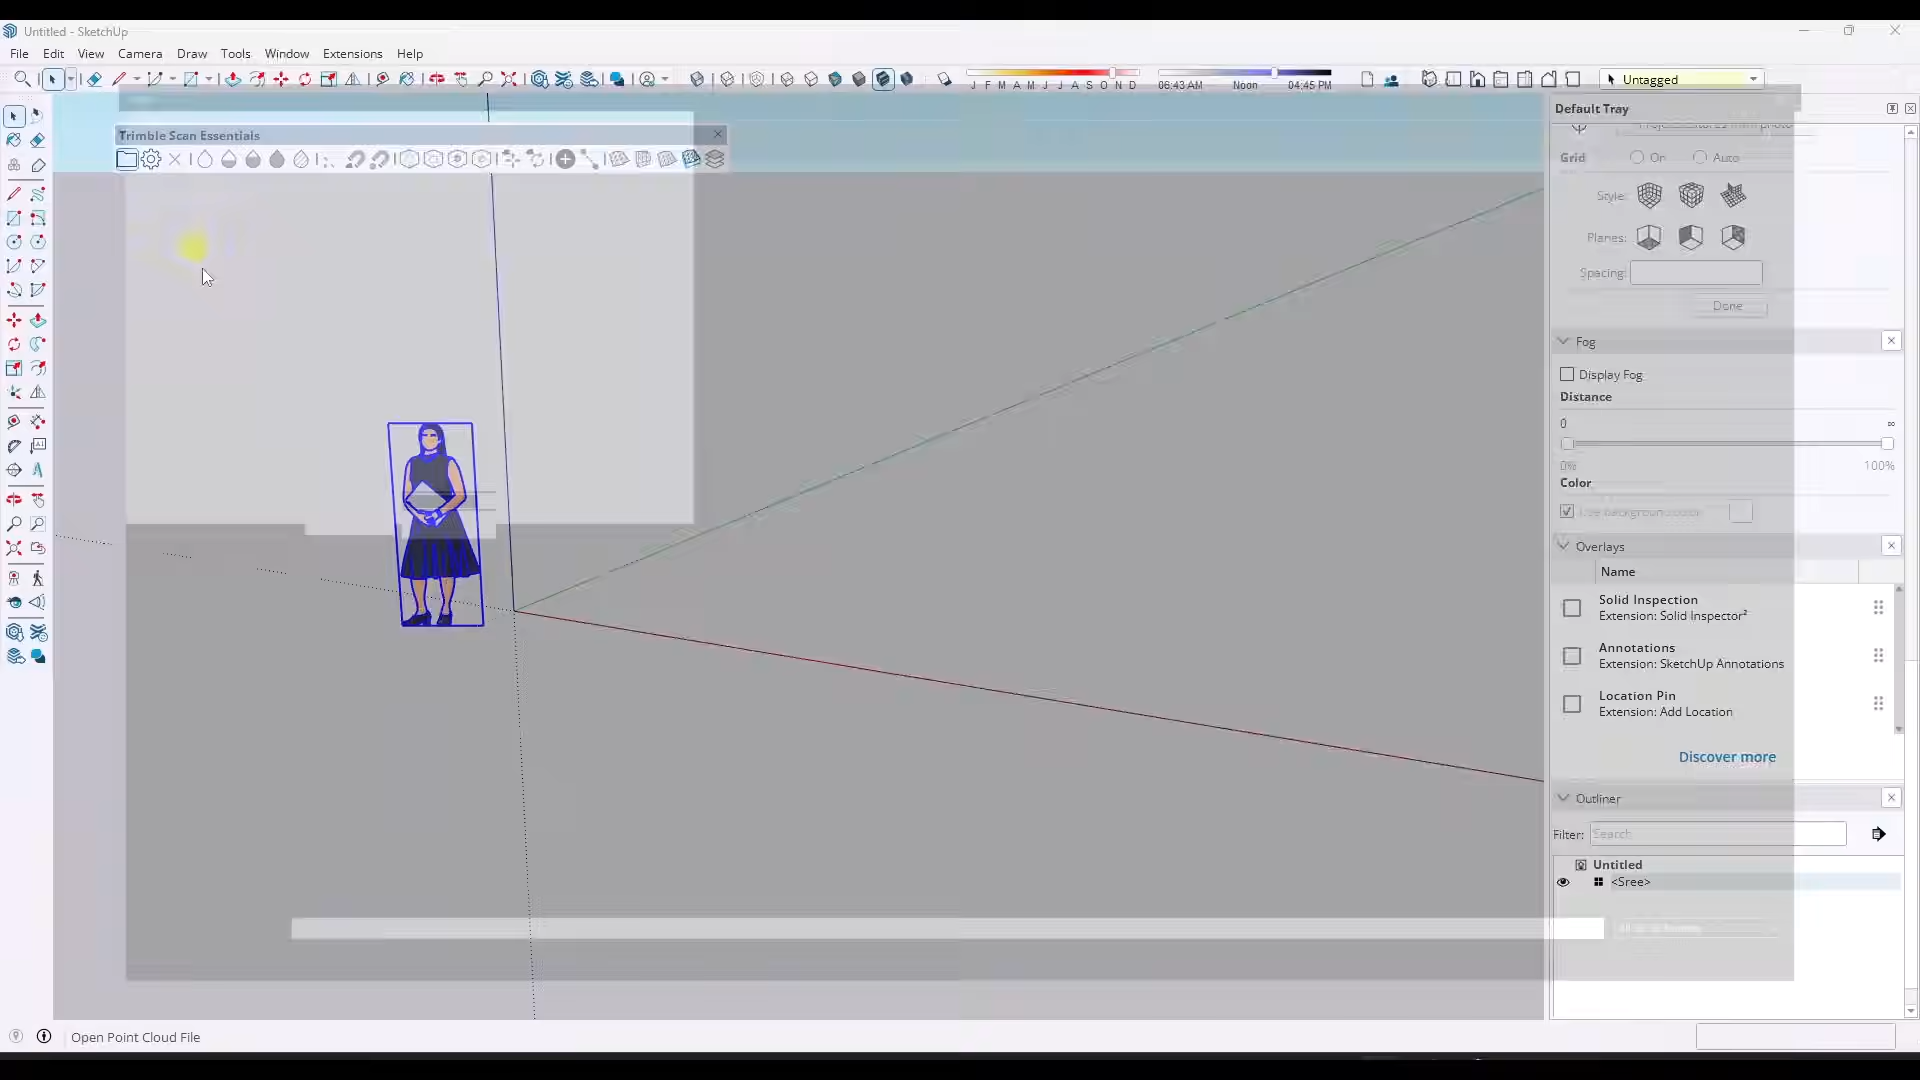 Untitled - SketchUp
File Edit View Camera Draw Tools Window Extensions Help
J F M A M J J A S O N D 06:43 AM Noon 04:45 PM
Untagged
Default Tray
Trimble Scan Essentials
Grid On Auto
Style:
Planes:
Spacing:
Done
Fog
Display Fog
Distance
0 ∞
0% 100%
Color
Use background color
Overlays
Name
Solid Inspection
Extension: Solid Inspector²
Annotations
Extension: SketchUp Annotations
Location Pin
Extension: Add Location
Discover more
Outliner
Filter: Search
Untitled
<Sree>
Open Point Cloud File